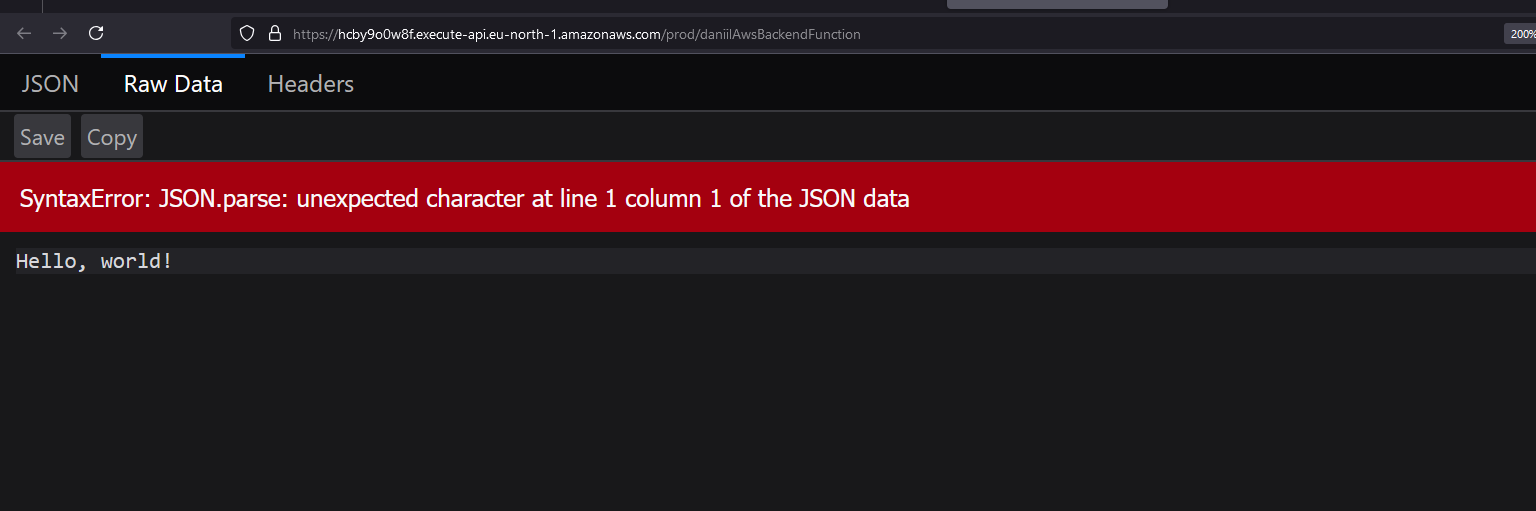 https://hcby9o0w8f.execute-api.eu-north-1.amazonaws.com/prod/daniilAwsBackendFunction 200%
JSON Raw Data Headers
Save Copy
SyntaxError: JSON.parse: unexpected character at line 1 column 1 of the JSON data
Hello, world!